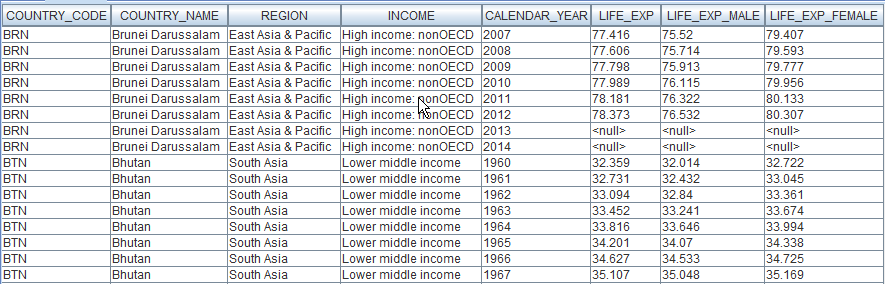 COUNTRY_CODE COUNTRY_NAME REGION INCOME CALENDAR_YEAR LIFE_EXP LIFE_EXP_MALE LIFE_EXP_FEMALE
BRN Brunei Darussalam East Asia & Pacific High income: nonOECD 2007 77.416 75.52 79.407
BRN Brunei Darussalam East Asia & Pacific High income: nonOECD 2008 77.606 75.714 79.593
BRN Brunei Darussalam East Asia & Pacific High income: nonOECD 2009 77.798 75.913 79.777
BRN Brunei Darussalam East Asia & Pacific High income: nonOECD 2010 77.989 76.115 79.956
BRN Brunei Darussalam East Asia & Pacific High income: nonOECD 2011 78.181 76.322 80.133
BRN Brunei Darussalam East Asia & Pacific High income: nonOECD 2012 78.373 76.532 80.307
BRN Brunei Darussalam East Asia & Pacific High income: nonOECD 2013 <null> <null> <null>
BRN Brunei Darussalam East Asia & Pacific High income: nonOECD 2014 <null> <null> <null>
BTN Bhutan South Asia Lower middle income 1960 32.359 32.014 32.722
BTN Bhutan South Asia Lower middle income 1961 32.731 32.432 33.045
BTN Bhutan South Asia Lower middle income 1962 33.094 32.84 33.361
BTN Bhutan South Asia Lower middle income 1963 33.452 33.241 33.674
BTN Bhutan South Asia Lower middle income 1964 33.816 33.646 33.994
BTN Bhutan South Asia Lower middle income 1965 34.201 34.07 34.338
BTN Bhutan South Asia Lower middle income 1966 34.627 34.533 34.725
BTN Bhutan South Asia Lower middle income 1967 35.107 35.048 35.169